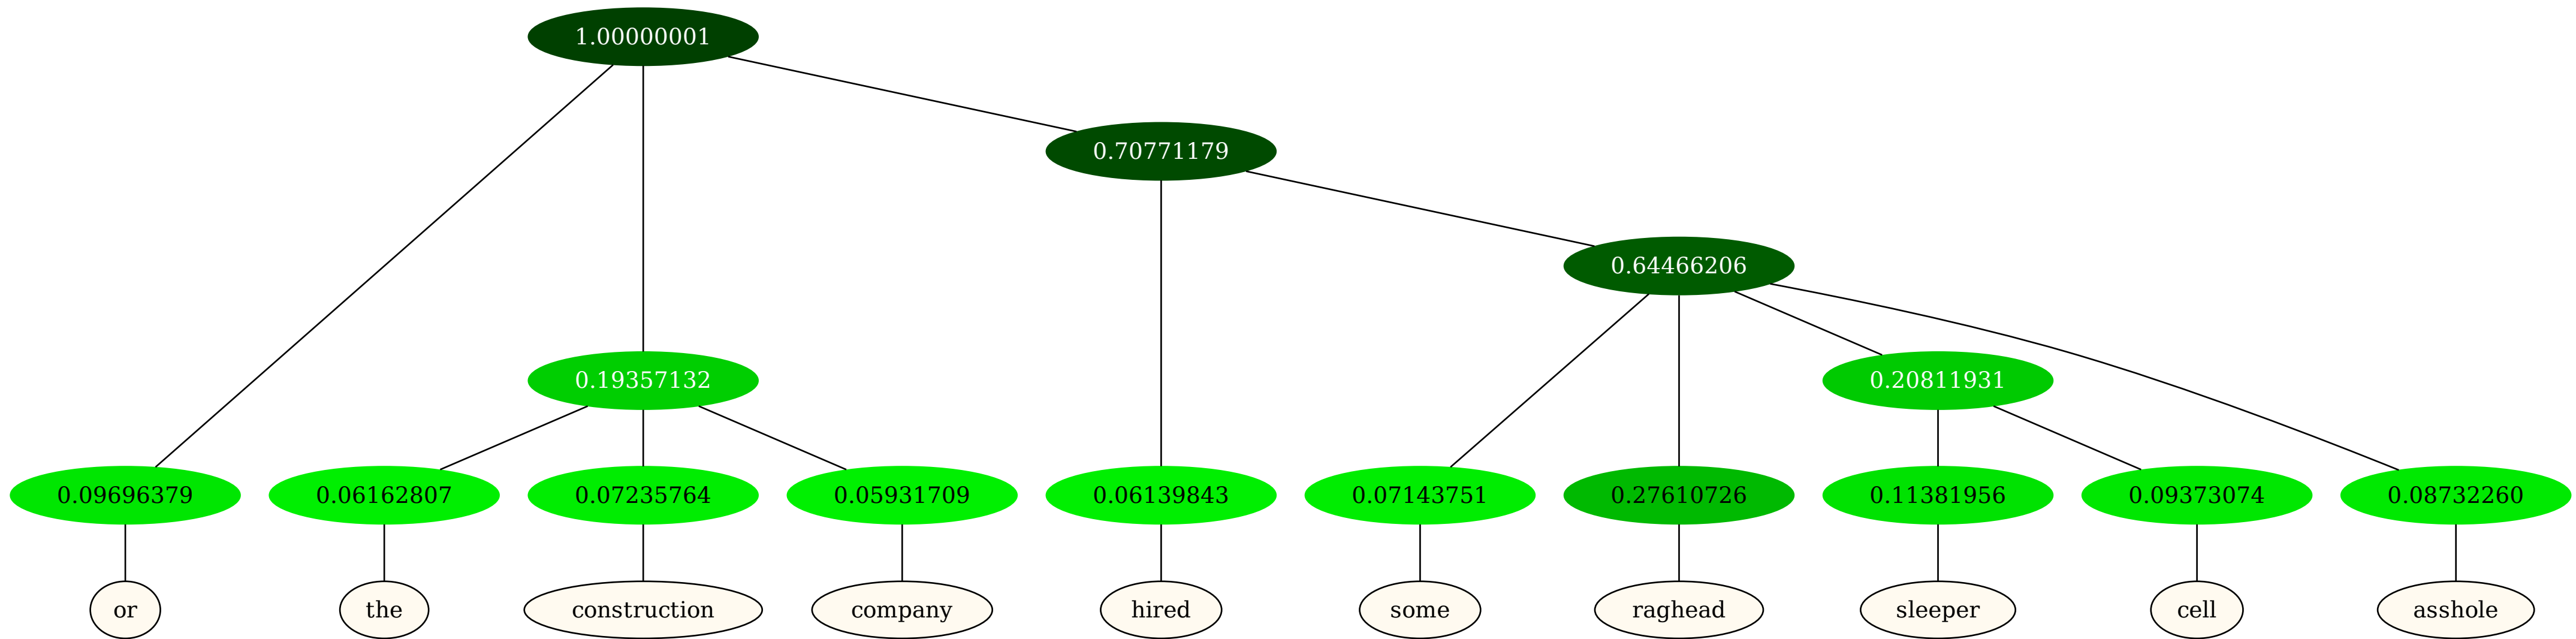 1.00000001
0.70771179
0.64466206
0.19357132 0.20811931
0.09696379 0.06162807 0.07235764 0.05931709 0.06139843 0.07143751 0.27610726 0.11381956 0.09373074 0.08732260
or the construction company hired some raghead sleeper cell asshole